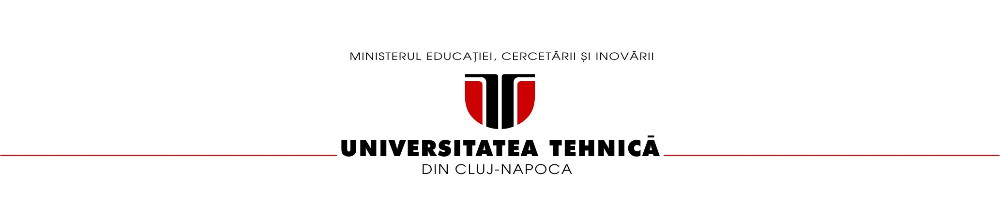 MINISTERUL EDUCAȚIEI, CERCETĂRII ȘI INOVĂRII
UNIVERSITATEA TEHNICĂ
DIN CLUJ-NAPOCA